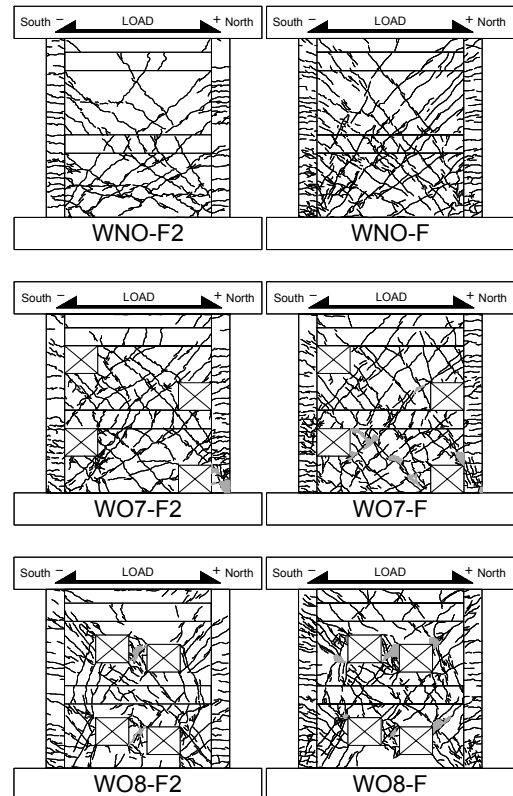 South − LOAD + North
South − LOAD + North
WNO-F2
WNO-F
South − LOAD + North
South − LOAD + North
WO7-F2
WO7-F
South − LOAD + North
South − LOAD + North
WO8-F2
WO8-F